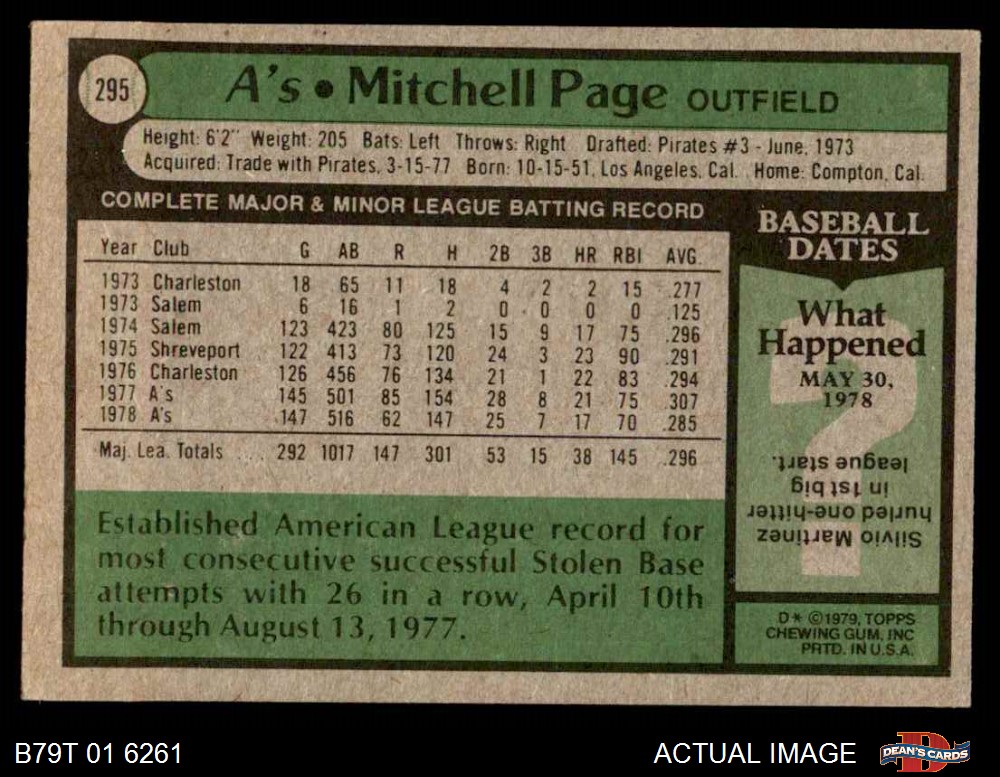 295
A's • Mitchell Page OUTFIELD
Height: 6'2" Weight: 205 Bats: Left Throws: Right Drafted: Pirates #3 - June, 1973
Acquired: Trade with Pirates, 3-15-77 Born: 10-15-51, Los Angeles, Cal. Home: Compton, Cal.
COMPLETE MAJOR & MINOR LEAGUE BATTING RECORD
Year Club G AB R H 2B 3B HR RBI AVG.
1973 Charleston 18 65 11 18 4 2 2 15 .277
1973 Salem 6 16 1 2 0 0 0 0 .125
1974 Salem 123 423 80 125 15 9 17 75 .296
1975 Shreveport 122 413 73 120 24 3 23 90 .291
1976 Charleston 126 456 76 134 21 1 22 83 .294
1977 A's 145 501 85 154 28 8 21 75 .307
1978 A's 147 516 62 147 25 7 17 70 .285
Maj. Lea. Totals .... 292 1017 147 301 53 15 38 145 .296
Established American League record for
most consecutive successful Stolen Base
attempts with 26 in a row, April 10th
through August 13, 1977.
BASEBALL
DATES
What
Happened
MAY 30,
1978
?
Silvio Martinez
hurled one-hitter
in 1st big
league start.
D* ©1979, TOPPS
CHEWING GUM, INC
PRTD. IN U.S.A.
B79T 01 6261
ACTUAL IMAGE
DEAN'S CARDS